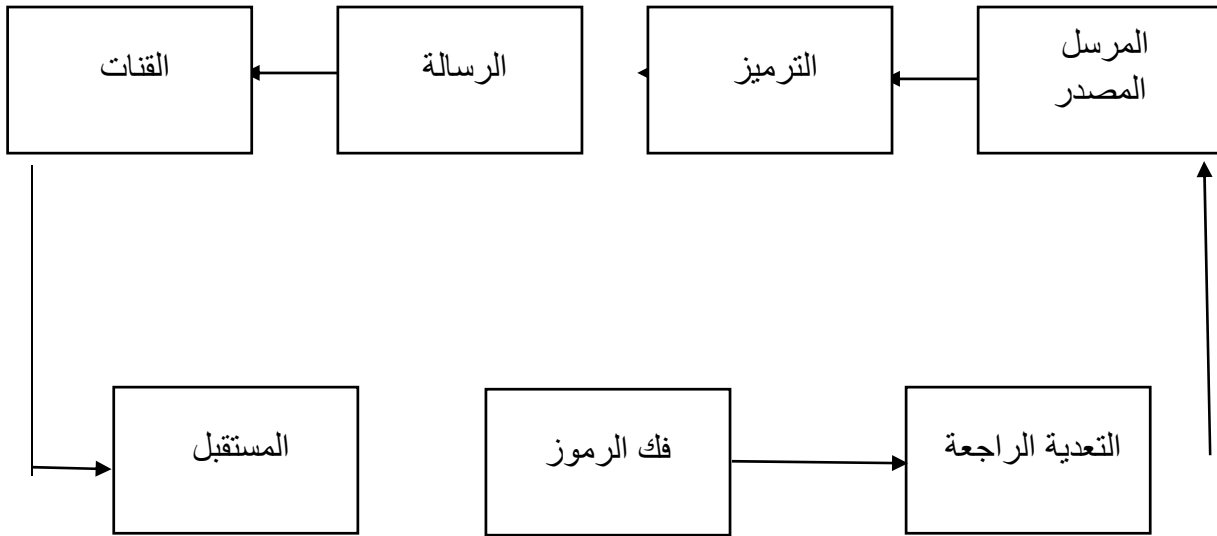 المرسل
المصدر
الترميز
الرسالة
القنات
المستقبل
فك الرموز
التعدية الراجعة